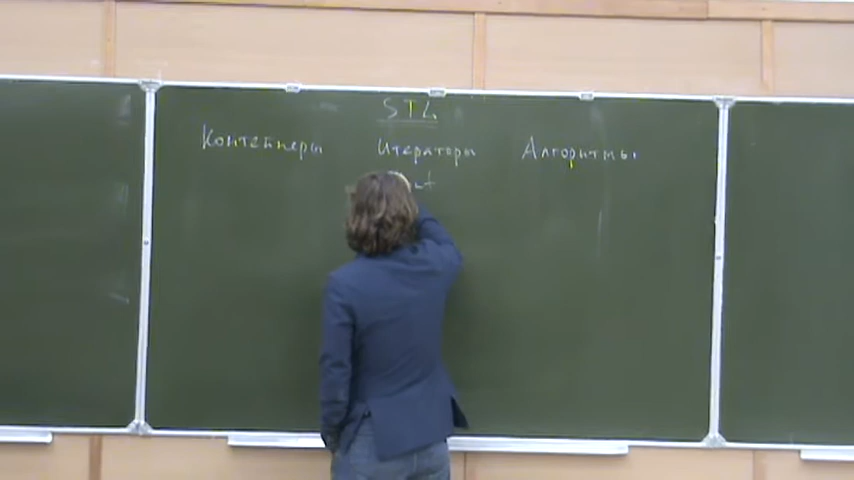 STL
Контейнеры Итераторы Алгоритмы